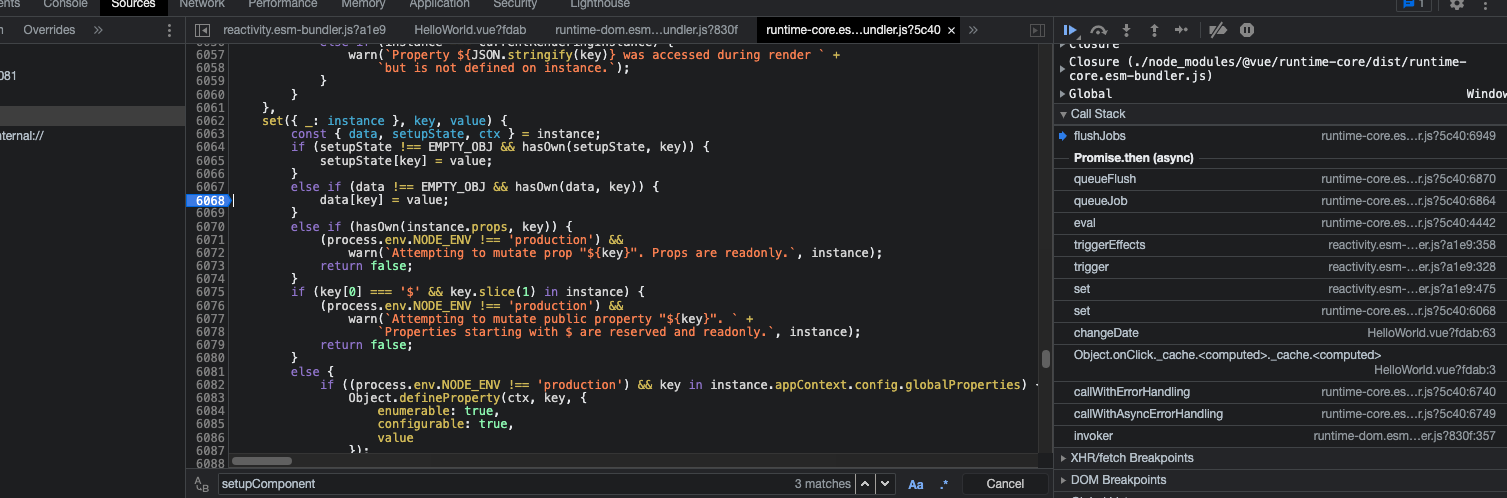 Sources Network Performance Memory Application Security Lighthouse 1
Overrides »
081
nternal://
reactivity.esm-bundler.js?a1e9 HelloWorld.vue?fdab runtime-dom.esm…undler.js?830f runtime-core.es…undler.js?5c40 × »
6057 warn(`Property ${JSON.stringify(key)} was accessed during render ` +
6058 `but is not defined on instance.`);
6059 }
6060 }
6061 },
6062 set({ _: instance }, key, value) {
6063 const { data, setupState, ctx } = instance;
6064 if (setupState !== EMPTY_OBJ && hasOwn(setupState, key)) {
6065 setupState[key] = value;
6066 }
6067 else if (data !== EMPTY_OBJ && hasOwn(data, key)) {
6068 data[key] = value;
6069 }
6070 else if (hasOwn(instance.props, key)) {
6071 (process.env.NODE_ENV !== 'production') &&
6072 warn(`Attempting to mutate prop "${key}". Props are readonly.`, instance);
6073 return false;
6074 }
6075 if (key[0] === '$' && key.slice(1) in instance) {
6076 (process.env.NODE_ENV !== 'production') &&
6077 warn(`Attempting to mutate public property "${key}". ` +
6078 `Properties starting with $ are reserved and readonly.`, instance);
6079 return false;
6080 }
6081 else {
6082 if ((process.env.NODE_ENV !== 'production') && key in instance.appContext.config.globalProperties) {
6083 Object.defineProperty(ctx, key, {
6084 enumerable: true,
6085 configurable: true,
6086 value
6087 });
6088
setupComponent 3 matches Aa .* Cancel
Closure
Closure (./node_modules/@vue/runtime-core/dist/runtime-
core.esm-bundler.js)
Global Window
Call Stack
flushJobs runtime-core.es…r.js?5c40:6949
Promise.then (async)
queueFlush runtime-core.es…r.js?5c40:6870
queueJob runtime-core.es…r.js?5c40:6864
eval runtime-core.es…r.js?5c40:4442
triggerEffects reactivity.esm-…er.js?a1e9:358
trigger reactivity.esm-…er.js?a1e9:328
set reactivity.esm-…er.js?a1e9:475
set runtime-core.es…r.js?5c40:6068
changeDate HelloWorld.vue?fdab:63
Object.onClick._cache.<computed>._cache.<computed>
HelloWorld.vue?fdab:3
callWithErrorHandling runtime-core.es…r.js?5c40:6740
callWithAsyncErrorHandling runtime-core.es…r.js?5c40:6749
invoker runtime-dom.esm…er.js?830f:357
XHR/fetch Breakpoints
DOM Breakpoints